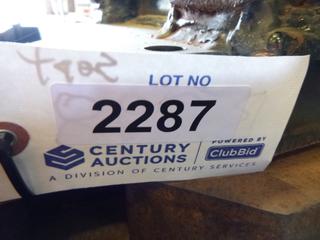 LOT NO
2287
CENTURY AUCTIONS
POWERED BY
ClubBid
A DIVISION OF CENTURY SERVICES